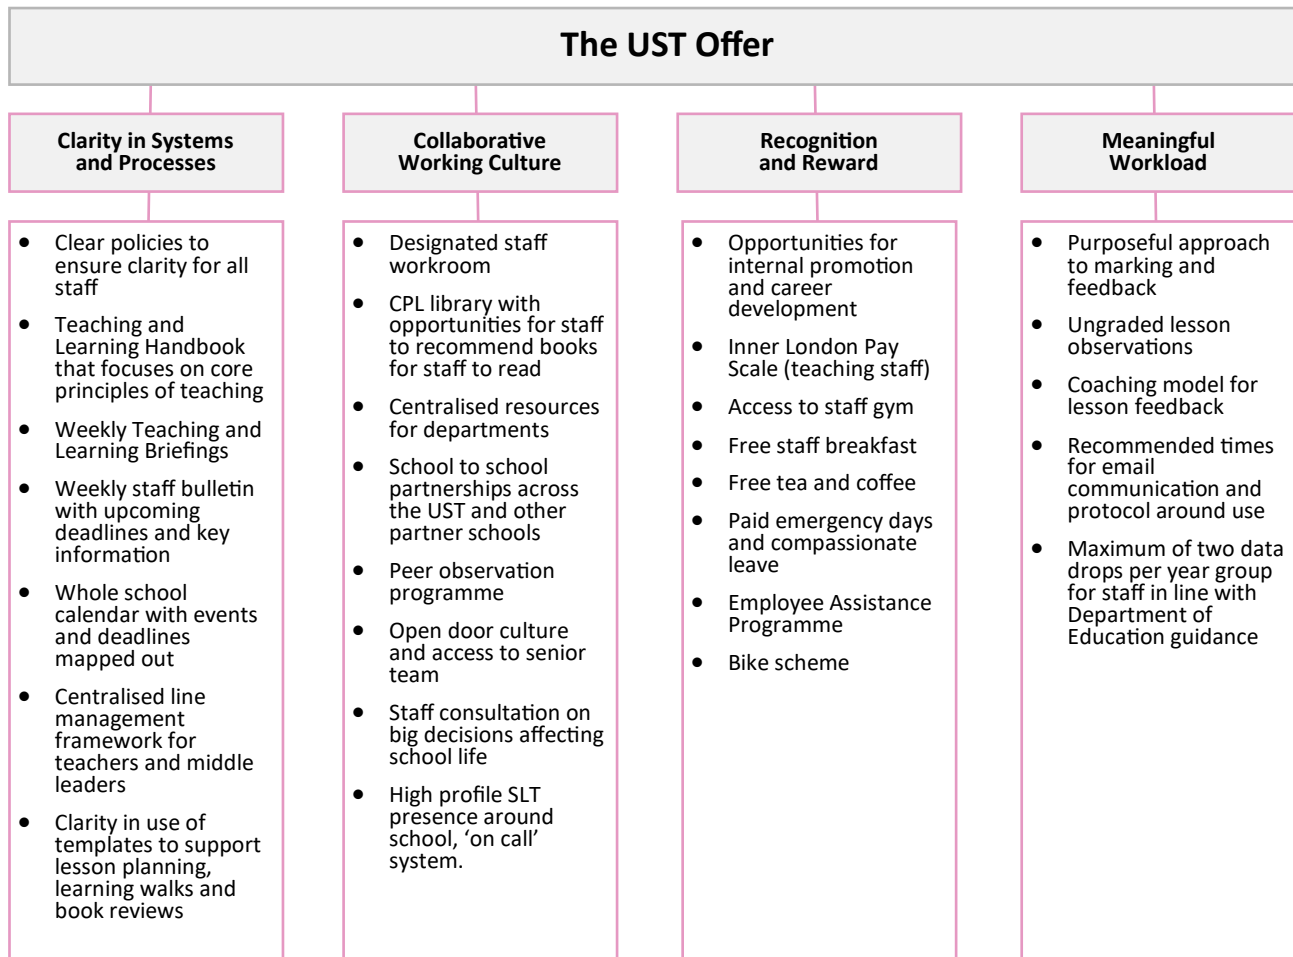 The UST Offer
Clarity in Systems
and Processes
• Clear policies to
ensure clarity for all
staff
• Teaching and
Learning Handbook
that focuses on core
principles of teaching
• Weekly Teaching and
Learning Briefings
• Weekly staff bulletin
with upcoming
deadlines and key
information
• Whole school
calendar with events
and deadlines
mapped out
• Centralised line
management
framework for
teachers and middle
leaders
• Clarity in use of
templates to support
lesson planning,
learning walks and
book reviews
Collaborative
Working Culture
• Designated staff
workroom
• CPL library with
opportunities for staff
to recommend books
for staff to read
• Centralised resources
for departments
• School to school
partnerships across
the UST and other
partner schools
• Peer observation
programme
• Open door culture
and access to senior
team
• Staff consultation on
big decisions affecting
school life
• High profile SLT
presence around
school, ‘on call’
system.
Recognition
and Reward
• Opportunities for
internal promotion
and career
development
• Inner London Pay
Scale (teaching staff)
• Access to staff gym
• Free staff breakfast
• Free tea and coffee
• Paid emergency days
and compassionate
leave
• Employee Assistance
Programme
• Bike scheme
Meaningful
Workload
• Purposeful approach
to marking and
feedback
• Ungraded lesson
observations
• Coaching model for
lesson feedback
• Recommended times
for email
communication and
protocol around use
• Maximum of two data
drops per year group
for staff in line with
Department of
Education guidance